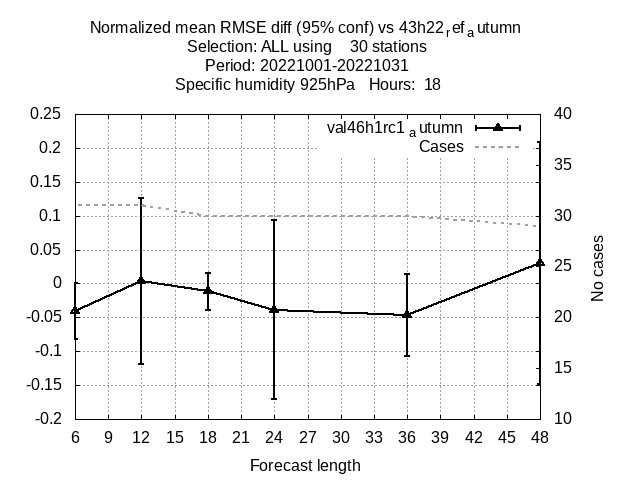 Normalized mean RMSE diff (95% conf) vs 43h22refautumn
Selection: ALL using 30 stations
Period: 20221001-20221031
Specific humidity 925hPa Hours: 18
val46h1rc1autumn
Cases
0.25
0.2
0.15
0.1
0.05
0
-0.05
-0.1
-0.15
-0.2
40
35
30
25
20
15
10
No cases
6 9 12 15 18 21 24 27 30 33 36 39 42 45 48
Forecast length